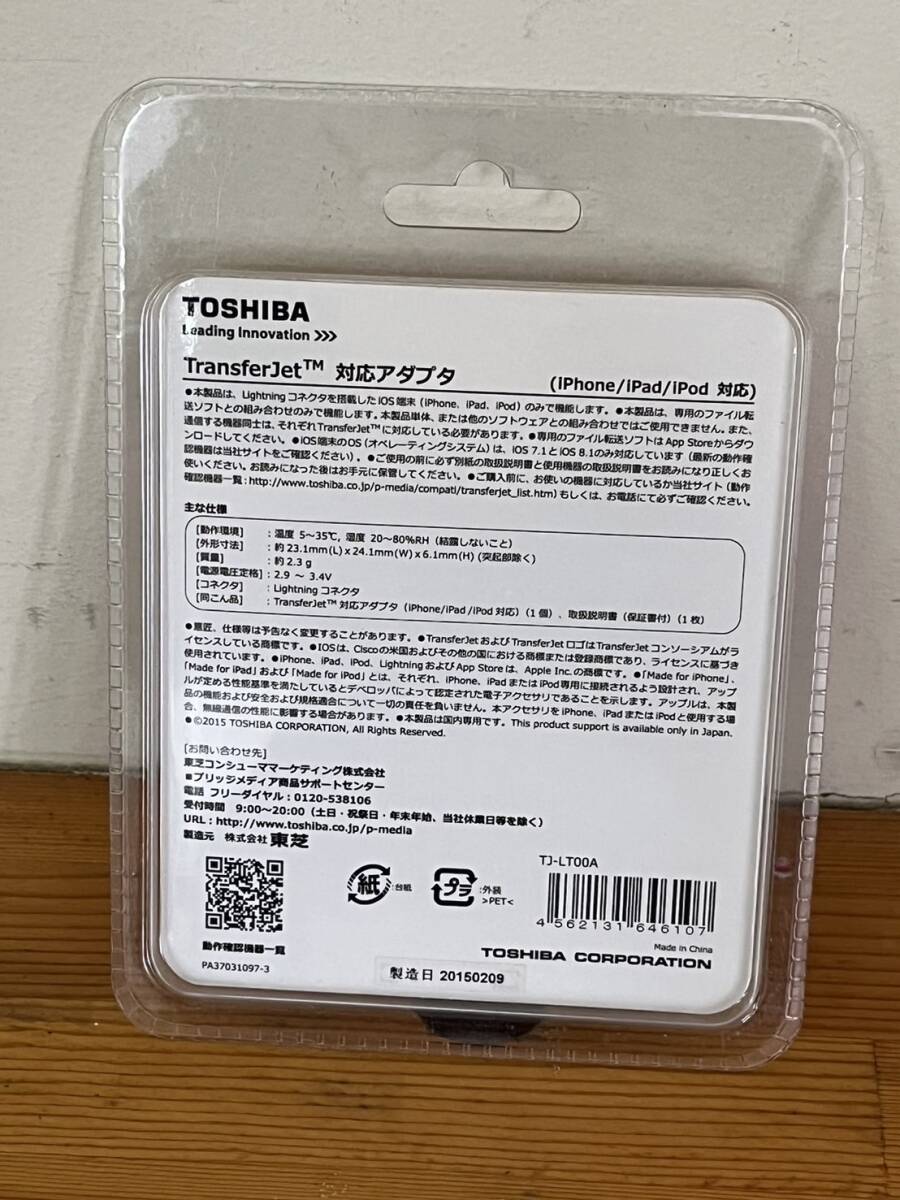 TOSHIBA
Leading Innovation >>>
TransferJet™ 対応アダプタ (iPhone/iPad/iPod 対応)
●本製品は、Lightning コネクタを搭載した iOS 端末 (iPhone、iPad、iPod) のみで機能します。●本製品は、専用のファイル転
送ソフトとの組み合わせのみで機能します。本製品単体、または他のソフトウェアとの組み合わせではご使用できません。また、
通信する機器同士は、それぞれ TransferJet™ に対応している必要があります。●専用のファイル転送ソフトは App Store からダウ
ンロードしてください。●iOS端末のOS (オペレーティングシステム) は、iOS 7.1 と iOS 8.1のみ対応しています (最新の動作確
認機器は当社サイトをご確認ください)。●ご使用の前に必ず別紙の取扱説明書と使用機器の取扱説明書をお読みになり正しくお
使いください。お読みになった後はお手元に保管してください。●ご購入前に、お使いの機器に対応しているか当社サイト (動作
確認機器一覧:http://www.toshiba.co.jp/p-media/compati/transferjet_list.htm) もしくは、お電話にて必ずご確認ください。
主な仕様
[動作環境] :温度 5～35℃, 湿度 20～80%RH (結露しないこと)
[外形寸法] :約 23.1mm(L) x 24.1mm(W) x 6.1mm(H) (突起部除く)
[質量] :約 2.3 g
[電源電圧定格] :2.9 ～ 3.4V
[コネクタ] :Lightning コネクタ
[同こん品] :TransferJet™ 対応アダプタ (iPhone/iPad/iPod 対応) (1 個) 、取扱説明書 (保証書付) (1 枚)
●意匠、仕様等は予告なく変更することがあります。●TransferJet および TransferJet ロゴは TransferJet コンソーシアムがラ
イセンスしている商標です。●IOSは、Ciscoの米国およびその他の国における商標または登録商標であり、ライセンスに基づき
使用されています。●iPhone、iPad、iPod、Lightning および App Store は、Apple Inc.の商標です。●「Made for iPhone」、
「Made for iPad」および「Made for iPod」とは、それぞれ、iPhone、iPad または iPod専用に接続されるよう設計され、アップ
ルが定める性能基準を満たしているとデベロッパによって認定された電子アクセサリであることを示します。アップルは、本製
品の機能および安全および規格適合について一切の責任を負いません。本アクセサリを iPhone、iPad または iPod と使用する場
合、無線通信の性能に影響する場合があります。●本製品は国内専用です。This product support is available only in Japan.
●©2015 TOSHIBA CORPORATION, All Rights Reserved.
[お問い合わせ先]
東芝コンシューママーケティング株式会社
■ブリッジメディア商品サポートセンター
電話 フリーダイヤル:0120-538106
受付時間 9:00～20:00 (土日・祝祭日・年末年始、当社休業日等を除く)
URL:http://www.toshiba.co.jp/p-media
製造元 株式会社 東芝
TJ-LT00A
紙 :台紙
プラ :外装
>PET<
4 562131 646107
動作確認機器一覧
Made in China
TOSHIBA CORPORATION
PA37031097-3
製造日 20150209